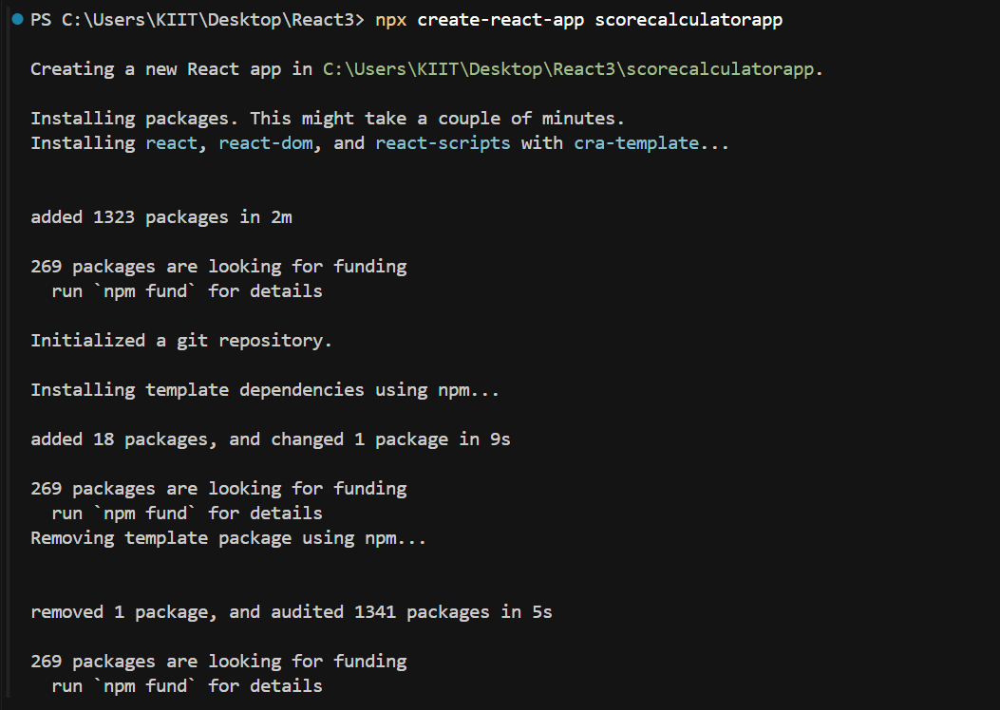 PS C:\Users\KIIT\Desktop\React3> npx create-react-app scorecalculatorapp
Creating a new React app in C:\Users\KIIT\Desktop\React3\scorecalculatorapp.
Installing packages. This might take a couple of minutes.
Installing react, react-dom, and react-scripts with cra-template...
added 1323 packages in 2m
269 packages are looking for funding
  run `npm fund` for details
Initialized a git repository.
Installing template dependencies using npm...
added 18 packages, and changed 1 package in 9s
269 packages are looking for funding
  run `npm fund` for details
Removing template package using npm...
removed 1 package, and audited 1341 packages in 5s
269 packages are looking for funding
  run `npm fund` for details